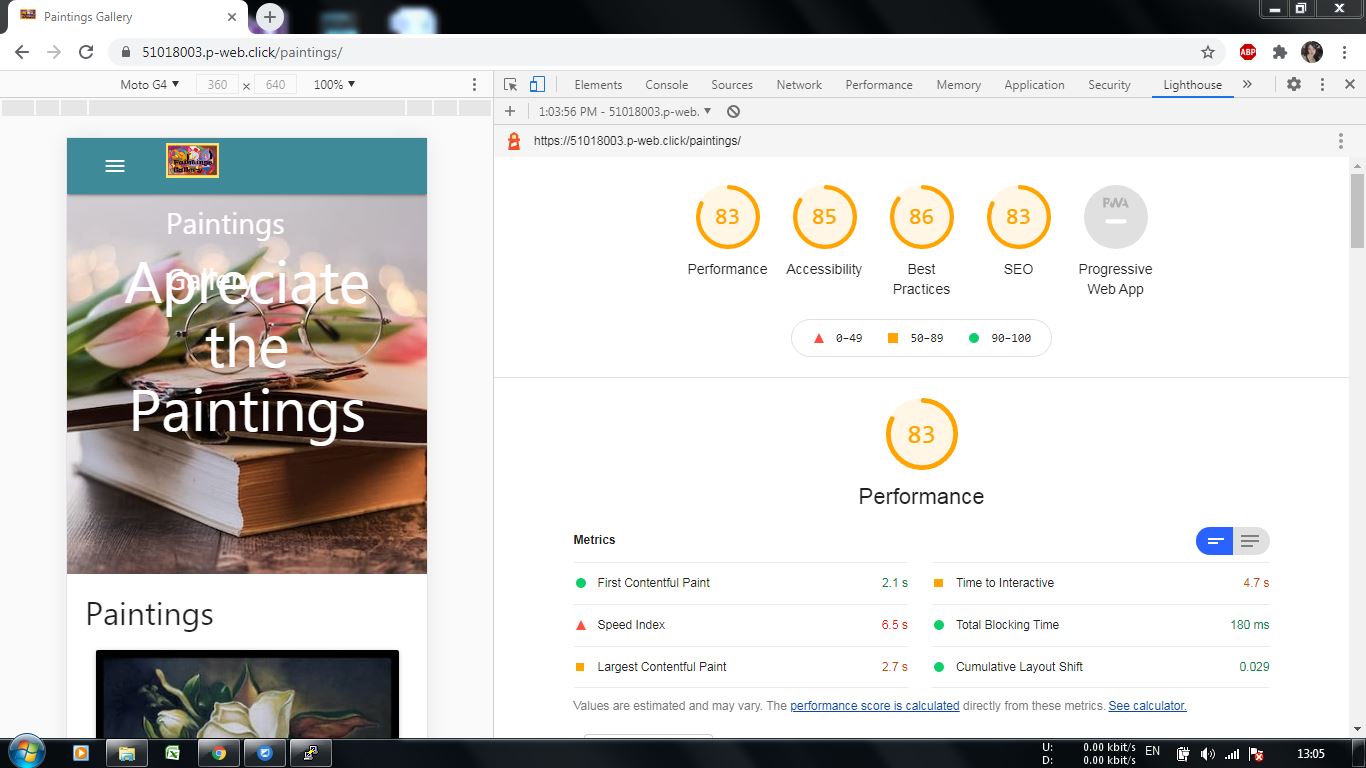 Paintings Gallery
51018003.p-web.click/paintings/
ABP
Moto G4 360 × 640 100%
Elements Console Sources Network Performance Memory Application Security Lighthouse
1:03:56 PM - 51018003.p-web.
https://51018003.p-web.click/paintings/
Paintings
Gallery
Paintings
Gallery
Apreciate
the
Paintings
Paintings
83 85 86 83 PWA
Performance Accessibility Best Practices SEO Progressive Web App
0–49 50–89 90–100
83
Performance
Metrics
First Contentful Paint 2.1 s
Time to Interactive 4.7 s
Speed Index 6.5 s
Total Blocking Time 180 ms
Largest Contentful Paint 2.7 s
Cumulative Layout Shift 0.029
Values are estimated and may vary. The performance score is calculated directly from these metrics. See calculator.
U: 0.00 kbit/s
D: 0.00 kbit/s
EN
13:05